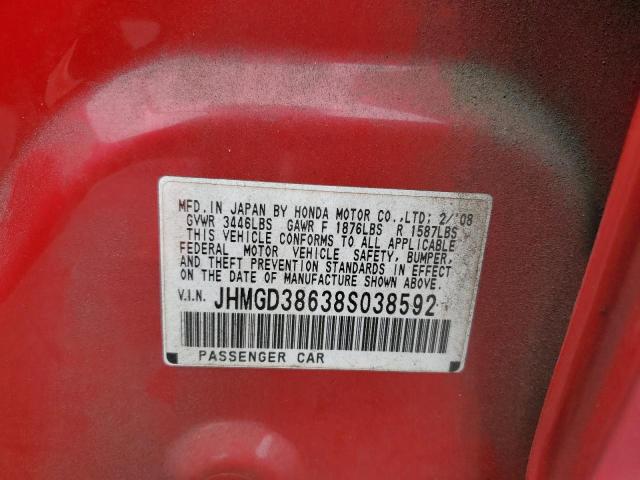 MFD. IN JAPAN BY HONDA MOTOR CO.,LTD; 2/'08
GVWR 3446LBS GAWR F 1876LBS R 1587LBS
THIS VEHICLE CONFORMS TO ALL APPLICABLE
FEDERAL MOTOR VEHICLE SAFETY, BUMPER,
AND THEFT PREVENTION STANDARDS IN EFFECT
ON THE DATE OF MANUFACTURE SHOWN ABOVE.
V.I.N. JHMGD38638S038592
PASSENGER CAR